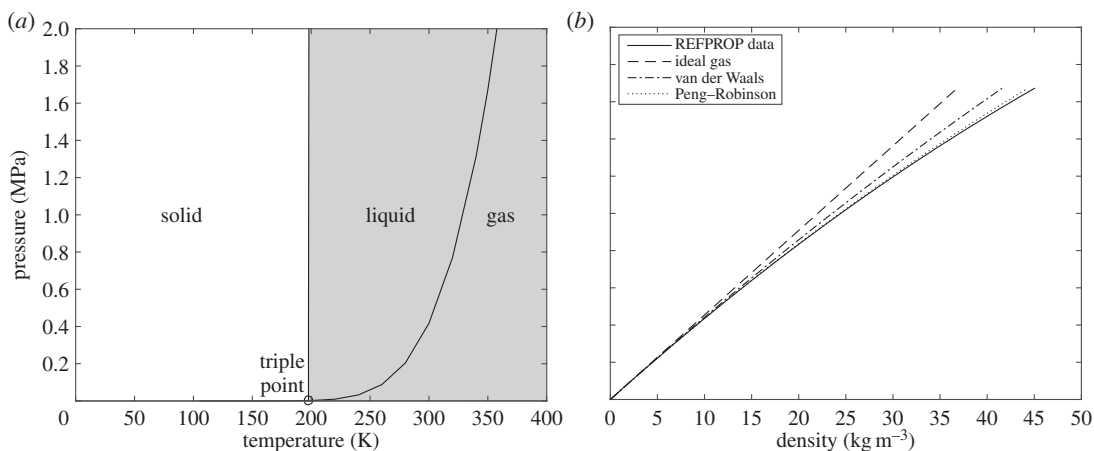 (a)
2.0
1.8
1.6
1.4
1.2
1.0
0.8
0.6
0.4
0.2
pressure (MPa)
solid
liquid
gas
triple
point
0
50
100
150
200
250
300
350
400
temperature (K)
(b)
REFPROP data
ideal gas
van der Waals
Peng–Robinson
0
5
10
15
20
25
30
35
40
45
50
density (kg m⁻³)